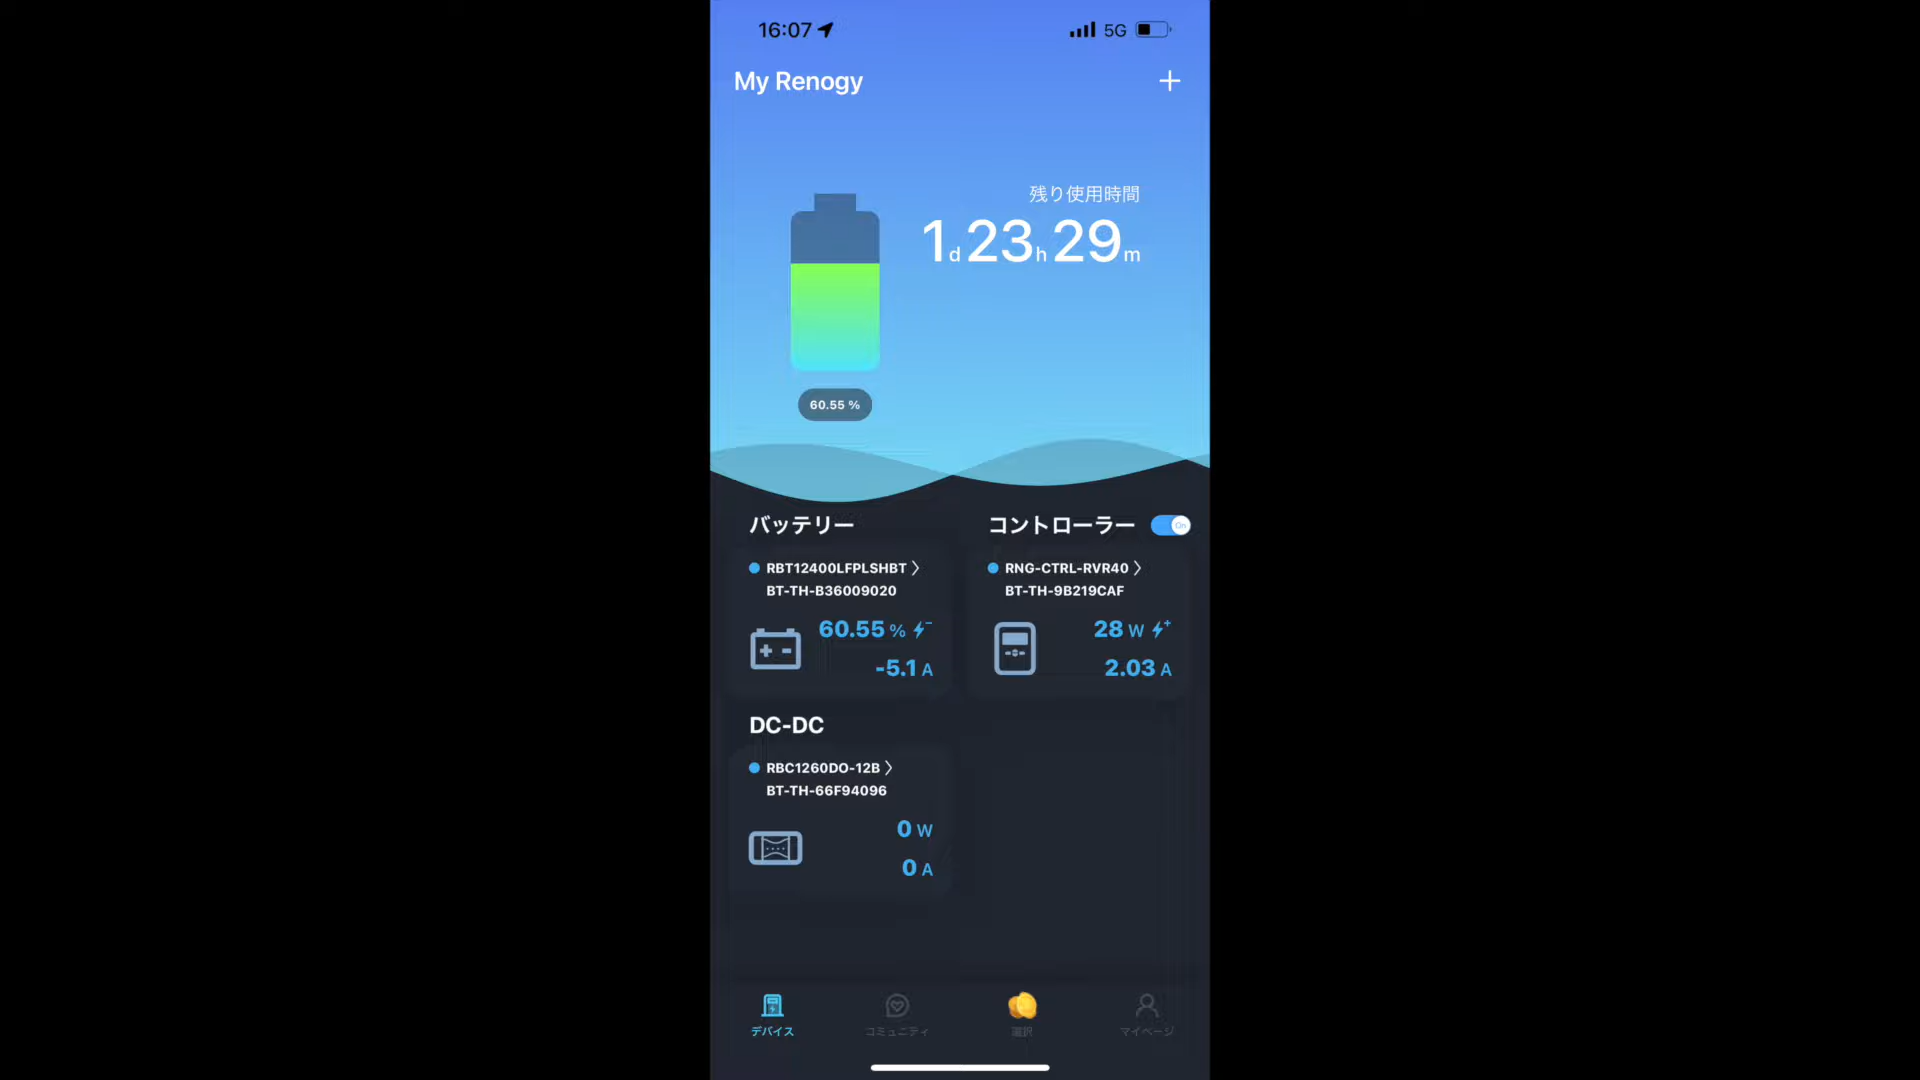 16:07
5G
My Renogy
残り使用時間
1d23h29m
60.55 %
バッテリー
コントローラー
On
RBT12400LFPLSHBT
BT-TH-B36009020
60.55 %
-5.1 A
RNG-CTRL-RVR40
BT-TH-9B219CAF
28 W
2.03 A
DC-DC
RBC1260DO-12B
BT-TH-66F94096
0 W
0 A
デバイス
コミュニティ
選択
マイページ